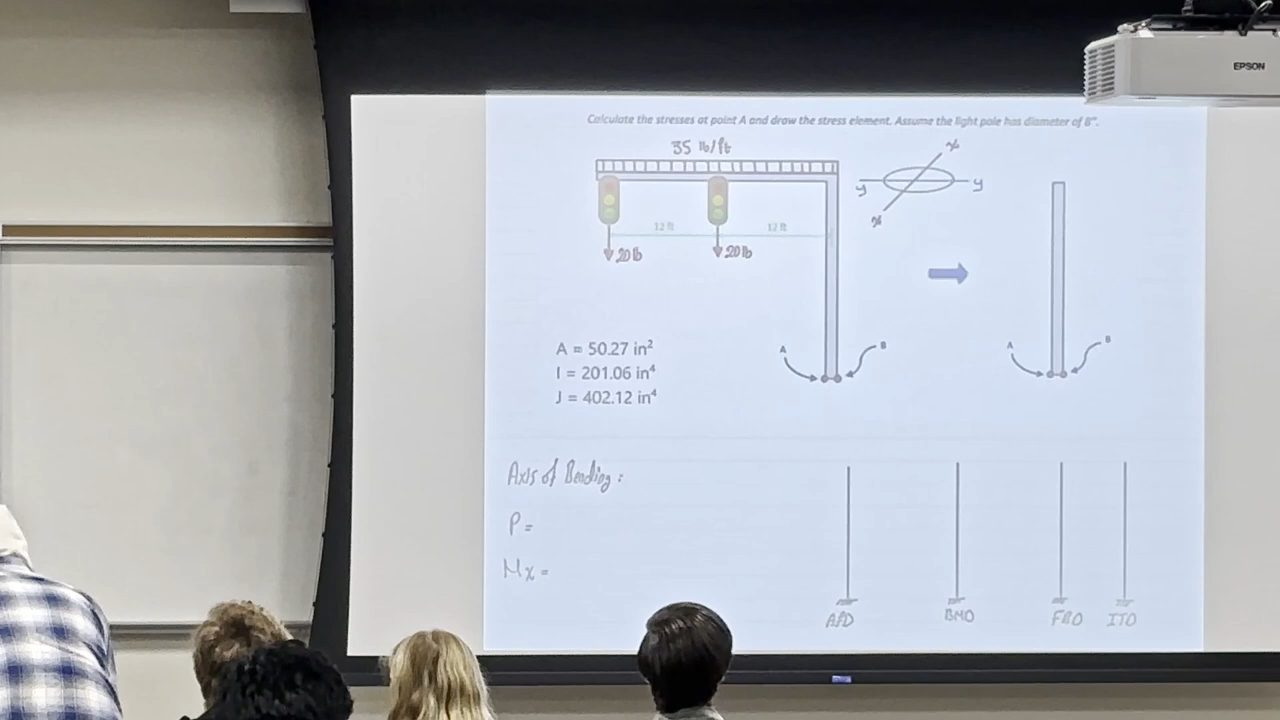 EPSON
Calculate the stresses at point A and draw the stress element. Assume the light pole has diameter of 8".
35 lb/ft
x
y y
x
12 ft 12 ft
20 lb 20 lb
A B
A B
A = 50.27 in²
I = 201.06 in⁴
J = 402.12 in⁴
Axis of Bending:
P =
Mx =
AFD BMD FBD ITD